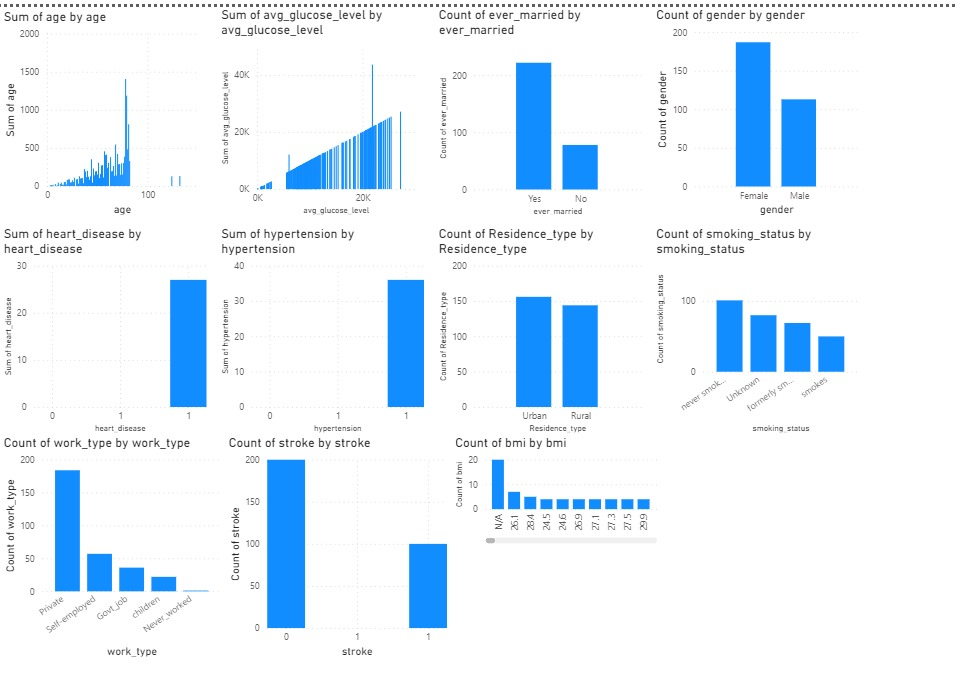 Sum of age by age
2000
1500
1000
500
0
Sum of age
0
100
age
Sum of avg_glucose_level by
avg_glucose_level
40K
20K
0K
Sum of avg_glucose_level
0K
20K
avg_glucose_level
Count of ever_married by
ever_married
200
100
0
Count of ever_married
Yes
No
ever_married
Count of gender by gender
200
150
100
50
0
Count of gender
Female
Male
gender
Sum of heart_disease by
heart_disease
30
20
10
0
Sum of heart_disease
0
1
1
heart_disease
Sum of hypertension by
hypertension
40
30
20
10
0
Sum of hypertension
0
1
1
hypertension
Count of Residence_type by
Residence_type
200
150
100
50
0
Count of Residence_type
Urban
Rural
Residence_type
Count of smoking_status by
smoking_status
100
0
Count of smoking_status
never smok...
Unknown
formerly sm...
smokes
smoking_status
Count of work_type by work_type
200
150
100
50
0
Count of work_type
Private
Self-employed
Govt_job
children
Never_worked
work_type
Count of stroke by stroke
200
150
100
50
0
Count of stroke
0
1
1
stroke
Count of bmi by bmi
20
10
0
Count of bmi
N/A
26.1
28.4
24.5
24.6
26.9
27.1
27.3
27.5
29.9